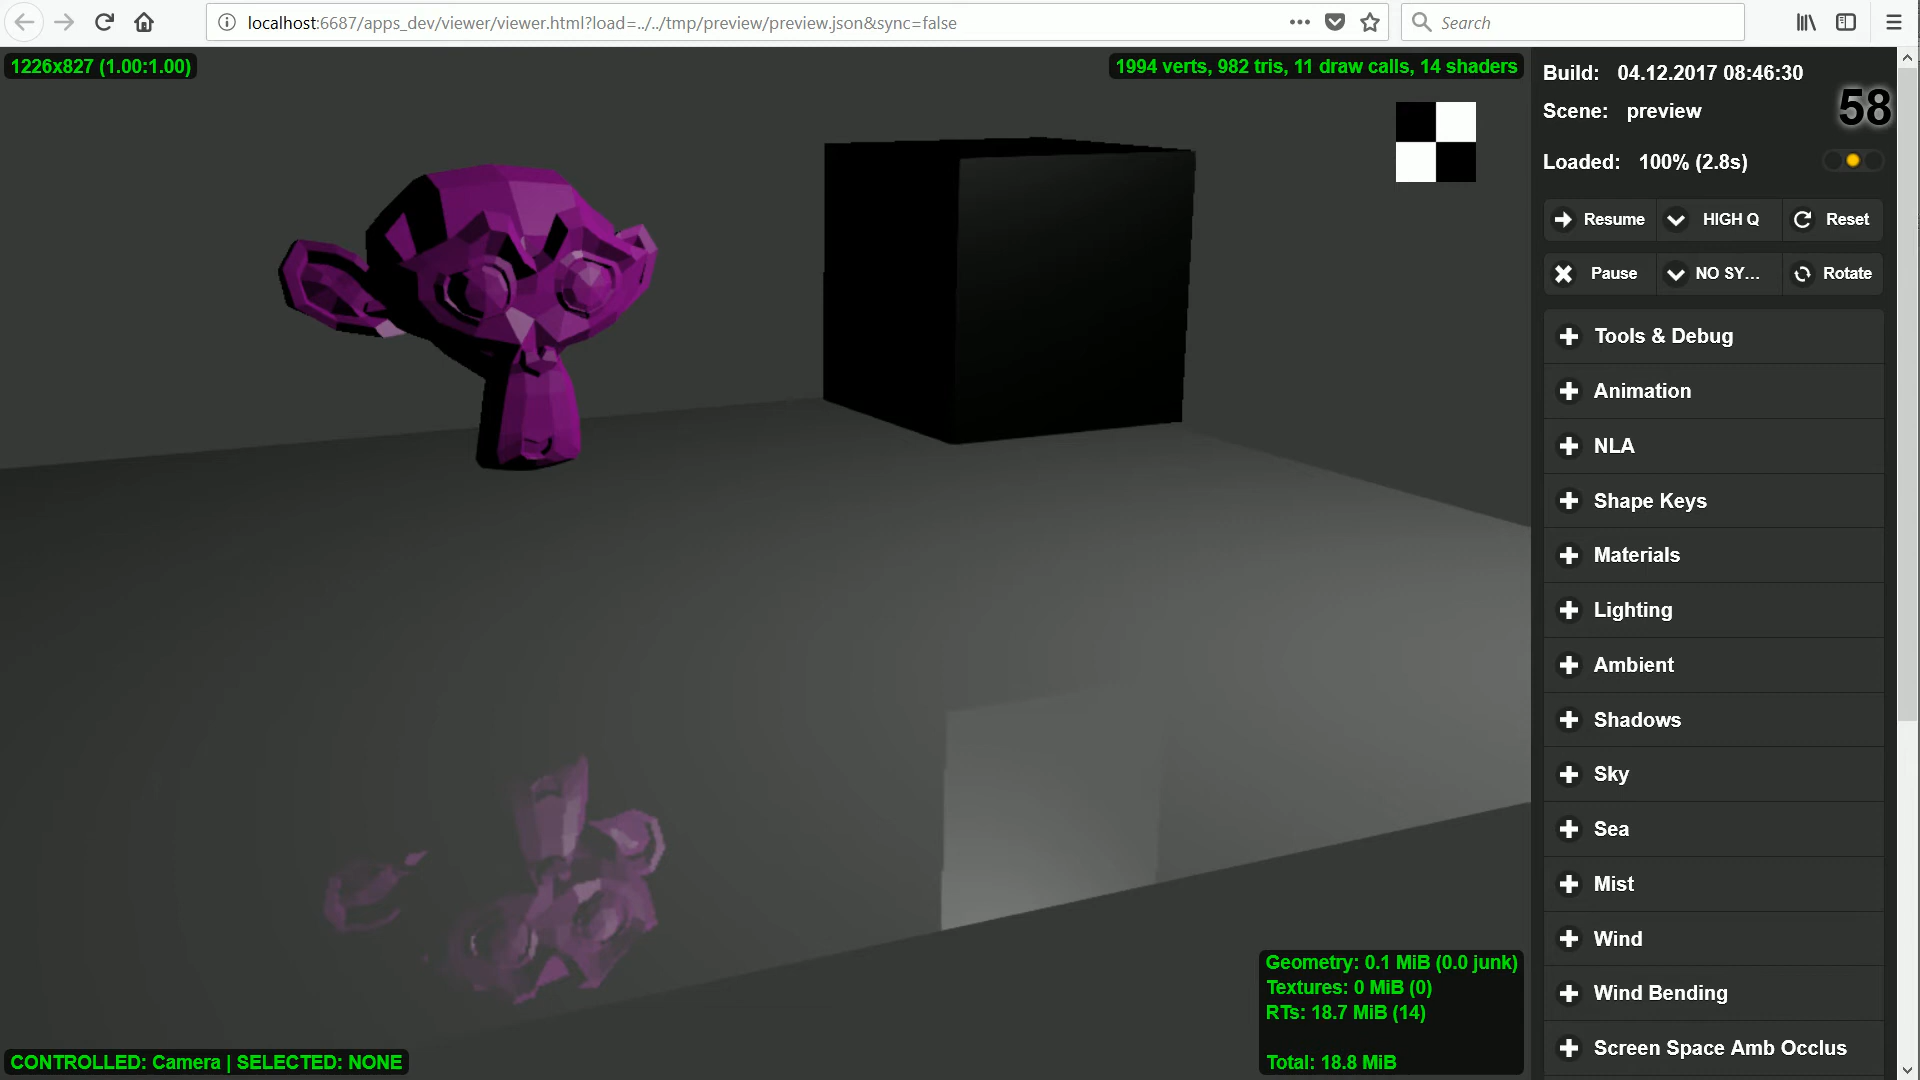 localhost:6687/apps_dev/viewer/viewer.html?load=../../tmp/preview/preview.json&sync=false
Search
1226x827 (1.00:1.00)
1994 verts, 982 tris, 11 draw calls, 14 shaders
Build: 04.12.2017 08:46:30
Scene: preview
58
Loaded: 100% (2.8s)
Resume HIGH Q Reset
Pause NO SY... Rotate
Tools & Debug
Animation
NLA
Shape Keys
Materials
Lighting
Ambient
Shadows
Sky
Sea
Mist
Wind
Wind Bending
Screen Space Amb Occlus
Geometry: 0.1 MiB (0.0 junk)
Textures: 0 MiB (0)
RTs: 18.7 MiB (14)
Total: 18.8 MiB
CONTROLLED: Camera | SELECTED: NONE